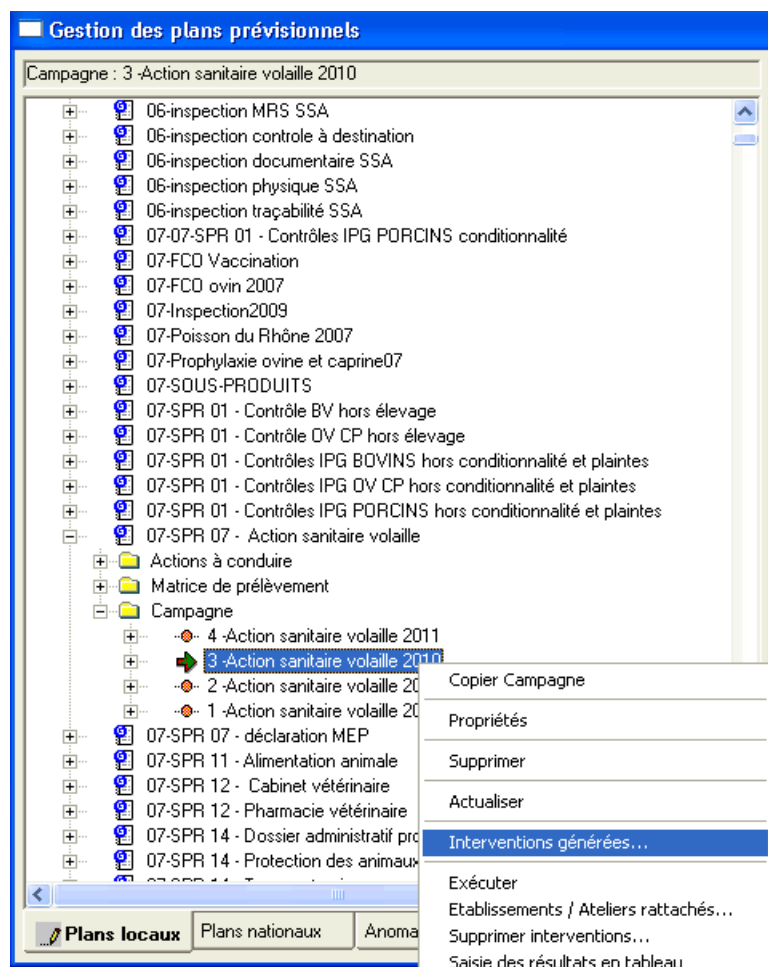 Gestion des plans prévisionnels
Campagne : 3 -Action sanitaire volaille 2010
06-inspection MRS SSA
06-inspection controle à destination
06-inspection documentaire SSA
06-inspection physique SSA
06-inspection traçabilité SSA
07-07-SPR 01 - Contrôles IPG PORCINS conditionnalité
07-FCO Vaccination
07-FCO ovin 2007
07-Inspection2009
07-Poisson du Rhône 2007
07-Prophylaxie ovine et caprine07
07-SOUS-PRODUITS
07-SPR 01 - Contrôle BV hors élevage
07-SPR 01 - Contrôle OV CP hors élevage
07-SPR 01 - Contrôles IPG BOVINS hors conditionnalité et plaintes
07-SPR 01 - Contrôles IPG OV CP hors conditionnalité et plaintes
07-SPR 01 - Contrôles IPG PORCINS hors conditionnalité et plaintes
07-SPR 07 - Action sanitaire volaille
Actions à conduire
Matrice de prélèvement
Campagne
4 -Action sanitaire volaille 2011
3 -Action sanitaire volaille 2010
2 -Action sanitaire volaille 20
1 -Action sanitaire volaille 20
07-SPR 07 - déclaration MEP
07-SPR 11 - Alimentation animale
07-SPR 12 - Cabinet vétérinaire
07-SPR 12 - Pharmacie vétérinaire
07-SPR 14 - Dossier administratif pro
07-SPR 14 - Protection des animaux
Plans locaux
Plans nationaux
Anoma
Copier Campagne
Propriétés
Supprimer
Actualiser
Interventions générées...
Exécuter
Etablissements / Ateliers rattachés...
Supprimer interventions...
Saisie des résultats en tableau